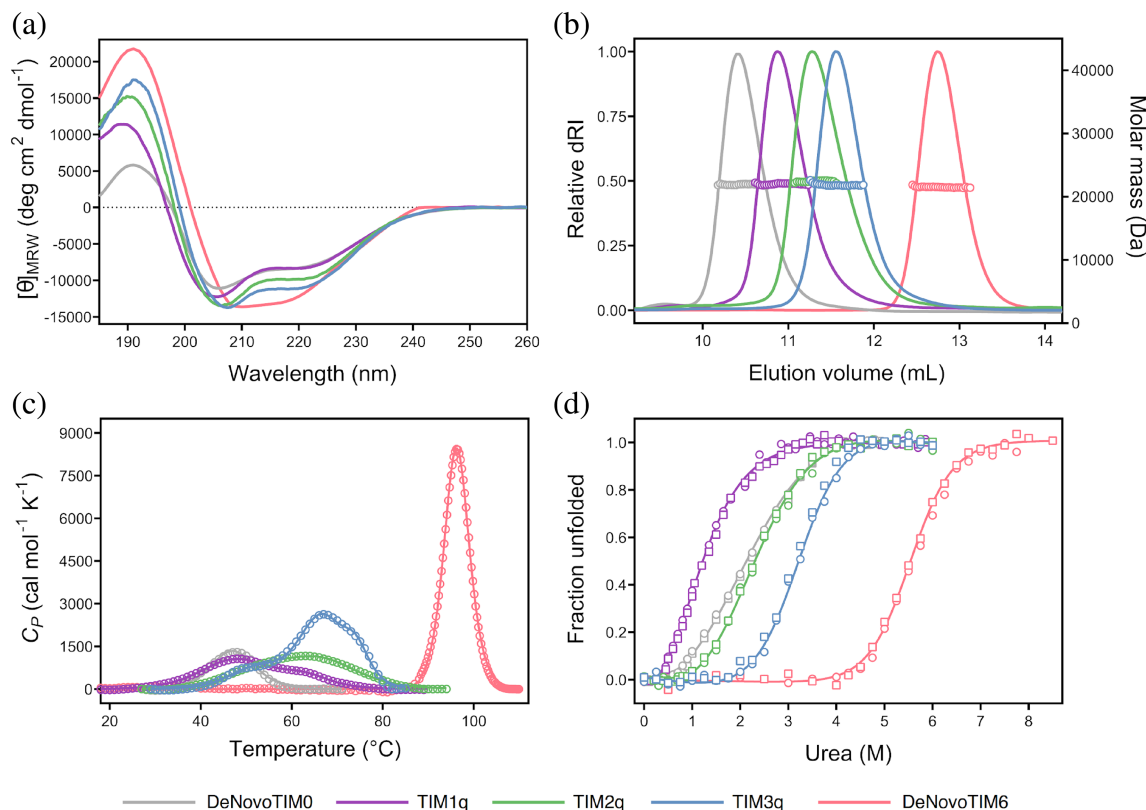 (a)
20000
15000
10000
5000
0
-5000
-10000
-15000
[θ]MRW (deg cm² dmol⁻¹)
190 200 210 220 230 240 250 260
Wavelength (nm)
(b)
1.00
0.75
0.50
0.25
0.00
Relative dRI
40000
30000
20000
10000
0
Molar mass (Da)
10 11 12 13 14
Elution volume (mL)
(c)
9000
7500
6000
4500
3000
1500
0
CP (cal mol⁻¹ K⁻¹)
20 40 60 80 100
Temperature (°C)
(d)
1.0
0.8
0.6
0.4
0.2
0.0
Fraction unfolded
0 1 2 3 4 5 6 7 8
Urea (M)
DeNovoTIM0 TIM1q TIM2q TIM3q DeNovoTIM6